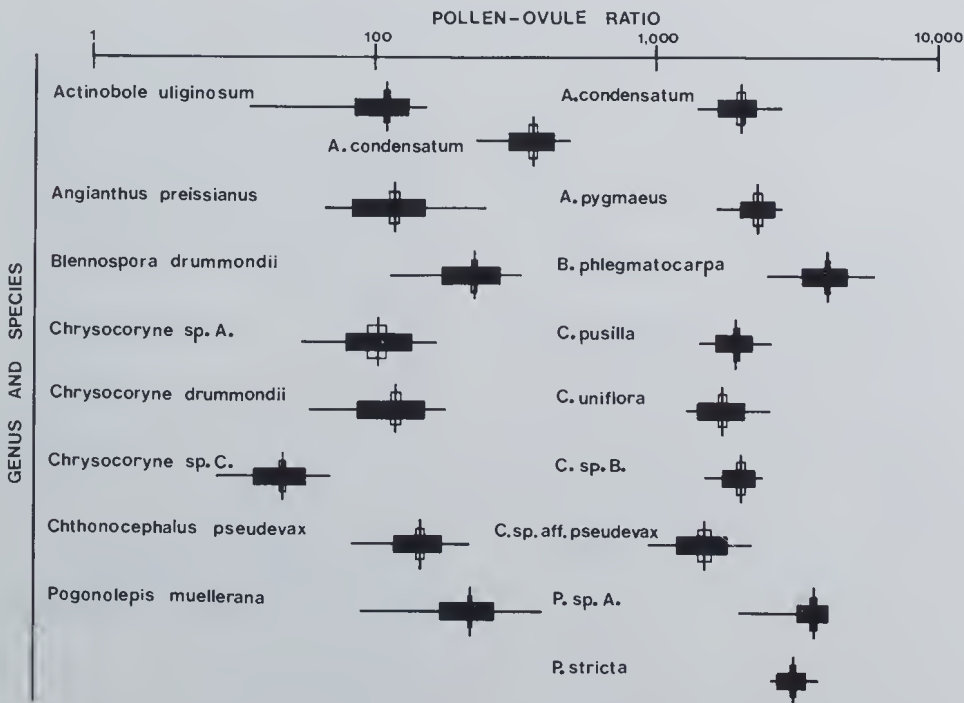 POLLEN-OVULE RATIO
1 100 1,000 10,000
GENUS AND SPECIES
Actinobole uliginosum
A.condensatum
A.condensatum
Angianthus preissianus
A.pygmaeus
Blennospora drummondii
B.phlegmatocarpa
Chrysocoryne sp.A.
C.pusilla
Chrysocoryne drummondii
C.uniflora
Chrysocoryne sp.C.
C.sp.B.
Chthonocephalus pseudevax
C.sp.aff.pseudevax
Pogonolepis muellerana
P.sp.A.
P.stricta